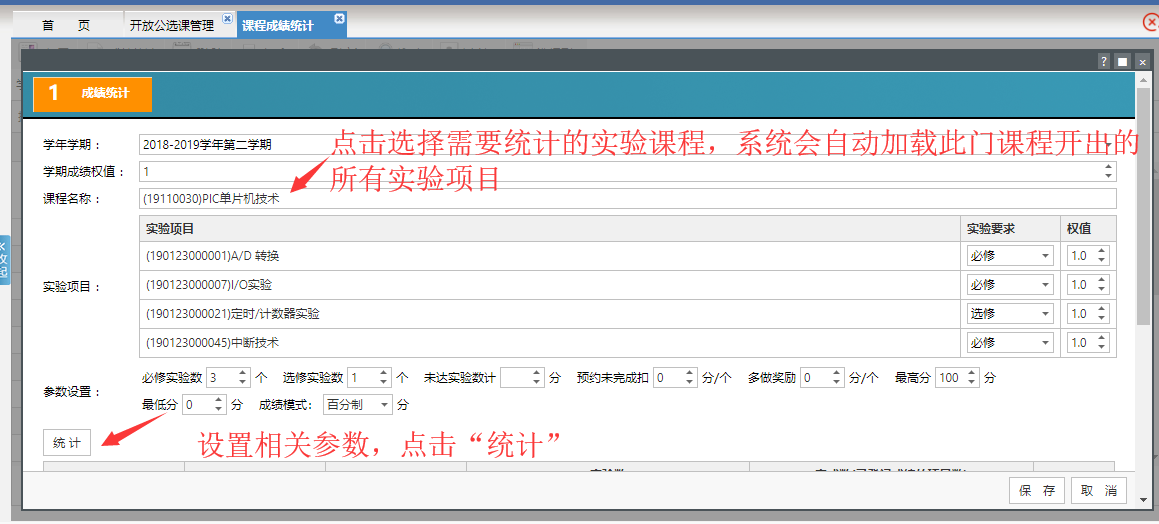 首 页 开放公选课管理 课程成绩统计
? ■ ×
1 成绩统计
点击选择需要统计的实验课程，系统会自动加载此门课程开出的
所有实验项目
学年学期： 2018-2019学年第二学期
学期成绩权值： 1
课程名称： (19110030)PIC单片机技术
实验项目 实验要求 权值
(190123000001)A/D 转换 必修 1.0
(190123000007)I/O实验 必修 1.0
实验项目：
(190123000021)定时/计数器实验 选修 1.0
(190123000045)中断技术 必修 1.0
收起
参数设置：
必修实验数 3 个 选修实验数 1 个 未达实验数计 分 预约未完成扣 0 分/个 多做奖励 0 分/个 最高分 100 分
最低分 0 分 成绩模式: 百分制 分
统 计
设置相关参数，点击“统计”
保 存 取 消